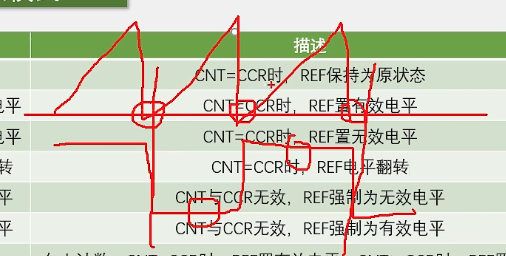 描述
CNT=CCR时，REF保持为原状态
电平 CNT=CCR时，REF置有效电平
电平 CNT=CCR时，REF置无效电平
转 CNT=CCR时，REF电平翻转
平 CNT与CCR无效，REF强制为无效电平
平 CNT与CCR无效，REF强制为有效电平